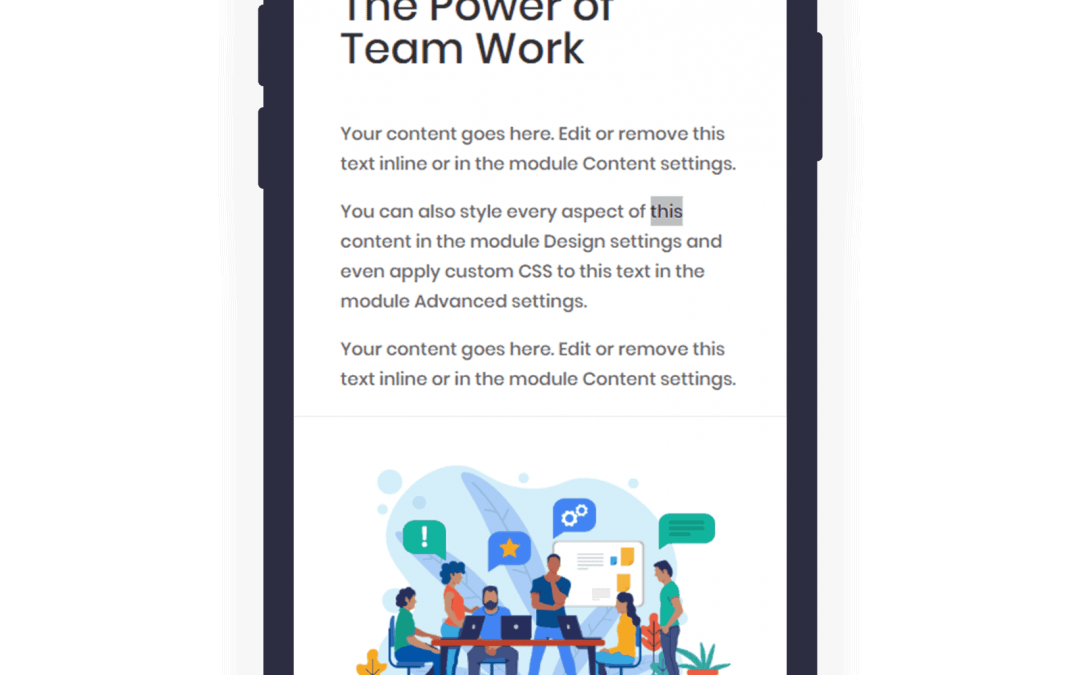 The Power of
Team Work
Your content goes here. Edit or remove this
text inline or in the module Content settings.
You can also style every aspect of this
content in the module Design settings and
even apply custom CSS to this text in the
module Advanced settings.
Your content goes here. Edit or remove this
text inline or in the module Content settings.
!